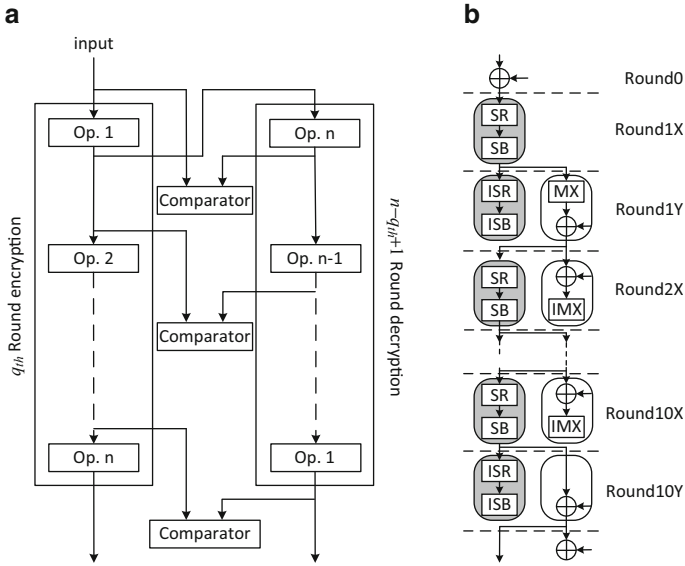 a
input
Op. 1
Op. n
Comparator
Op. 2
Op. n-1
Comparator
Op. n
Op. 1
Comparator
qth Round encryption
n–qth+1 Round decryption
b
Round0
SR
SB
Round1X
ISR
ISB
MX
Round1Y
SR
SB
IMX
Round2X
SR
SB
IMX
Round10X
ISR
ISB
Round10Y